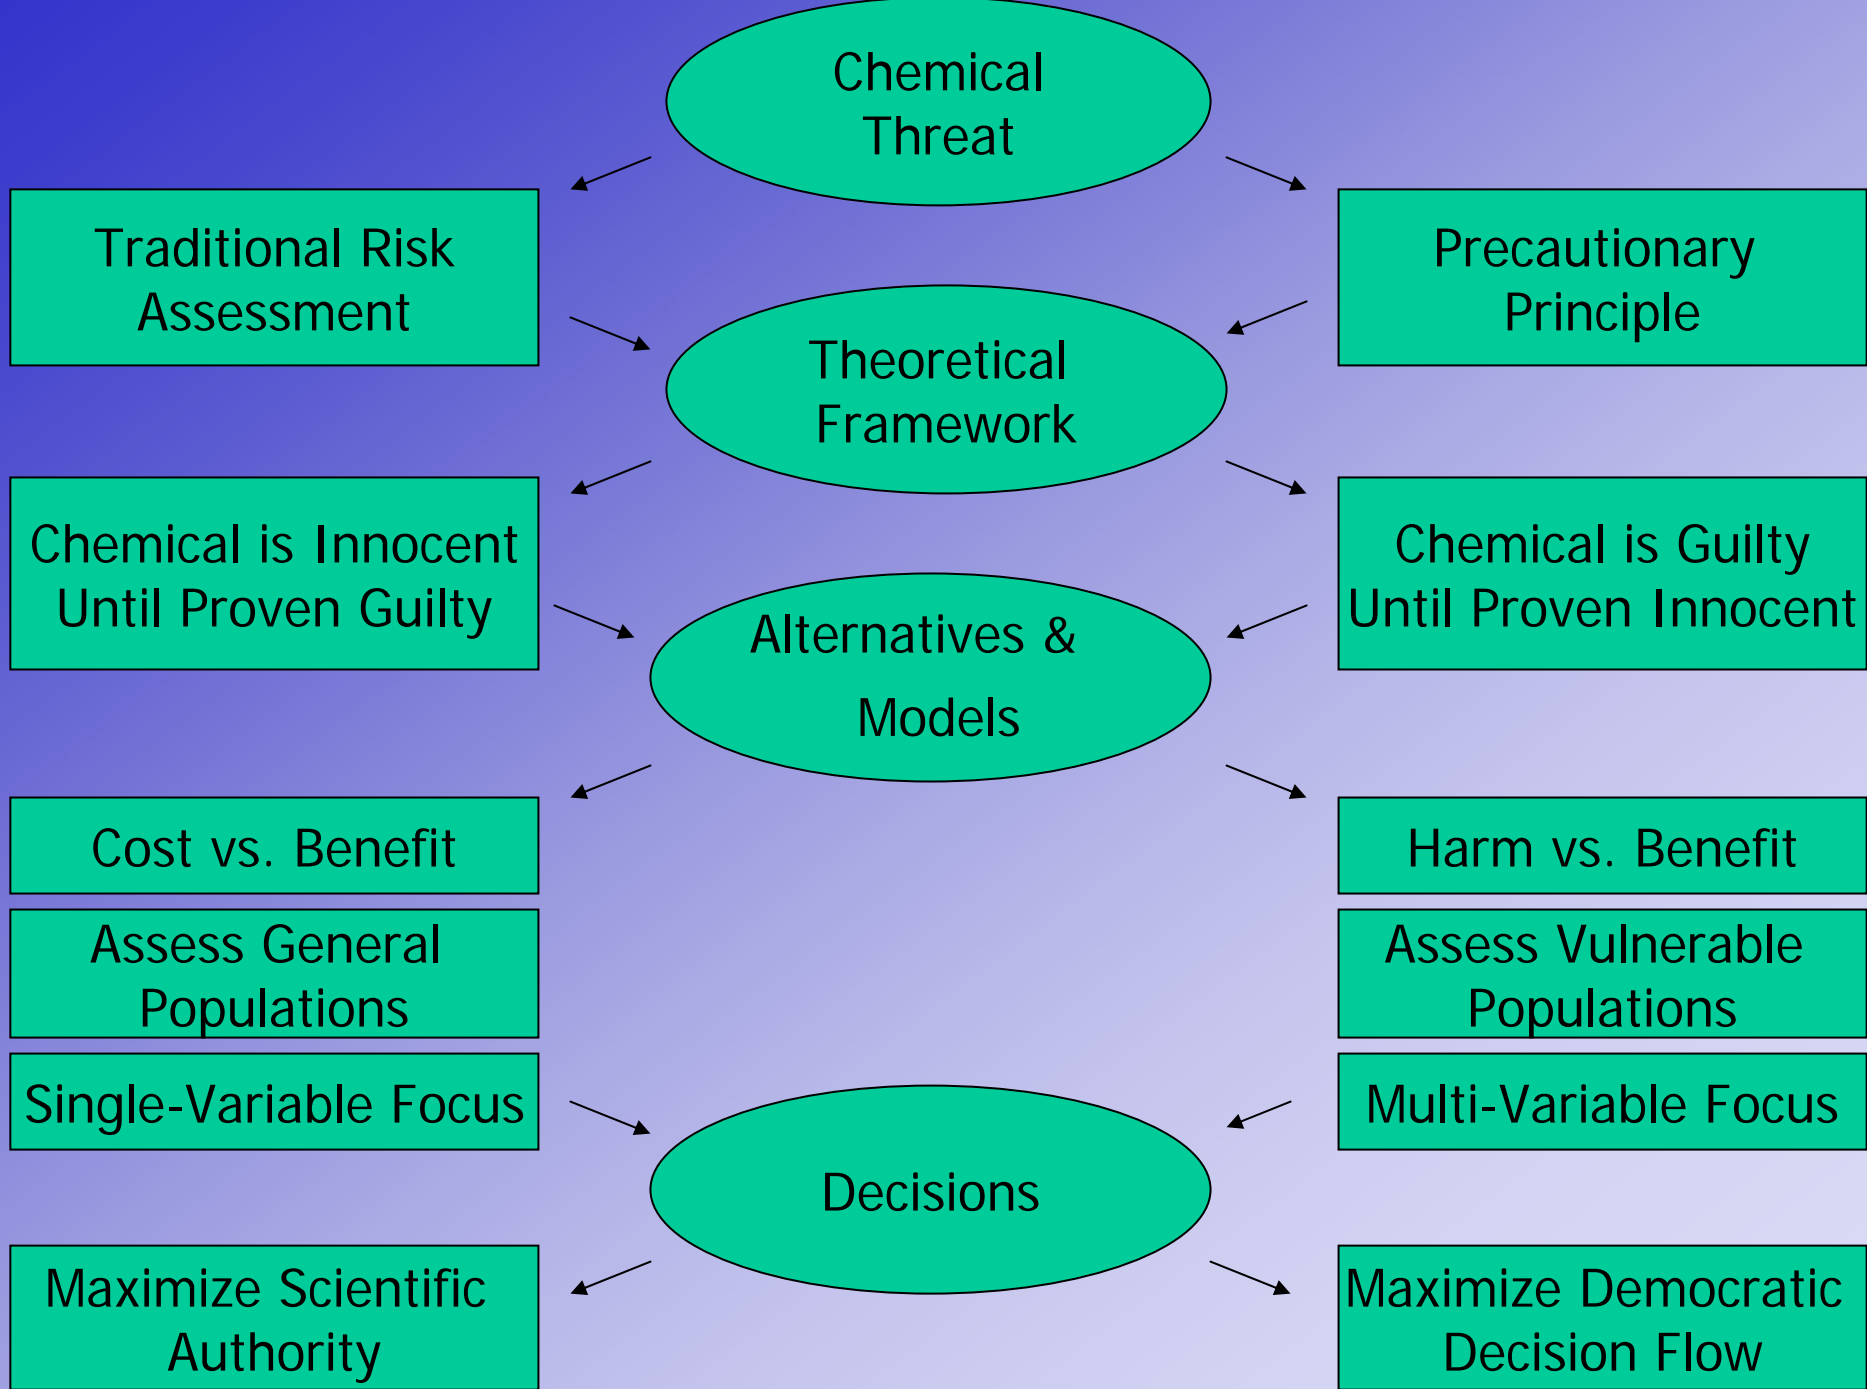 Chemical
Threat
Traditional Risk
Assessment
Precautionary
Principle
Theoretical
Framework
Chemical is Innocent
Until Proven Guilty
Chemical is Guilty
Until Proven Innocent
Alternatives &
Models
Cost vs. Benefit
Harm vs. Benefit
Assess General
Populations
Assess Vulnerable
Populations
Single-Variable Focus
Multi-Variable Focus
Decisions
Maximize Scientific
Authority
Maximize Democratic
Decision Flow